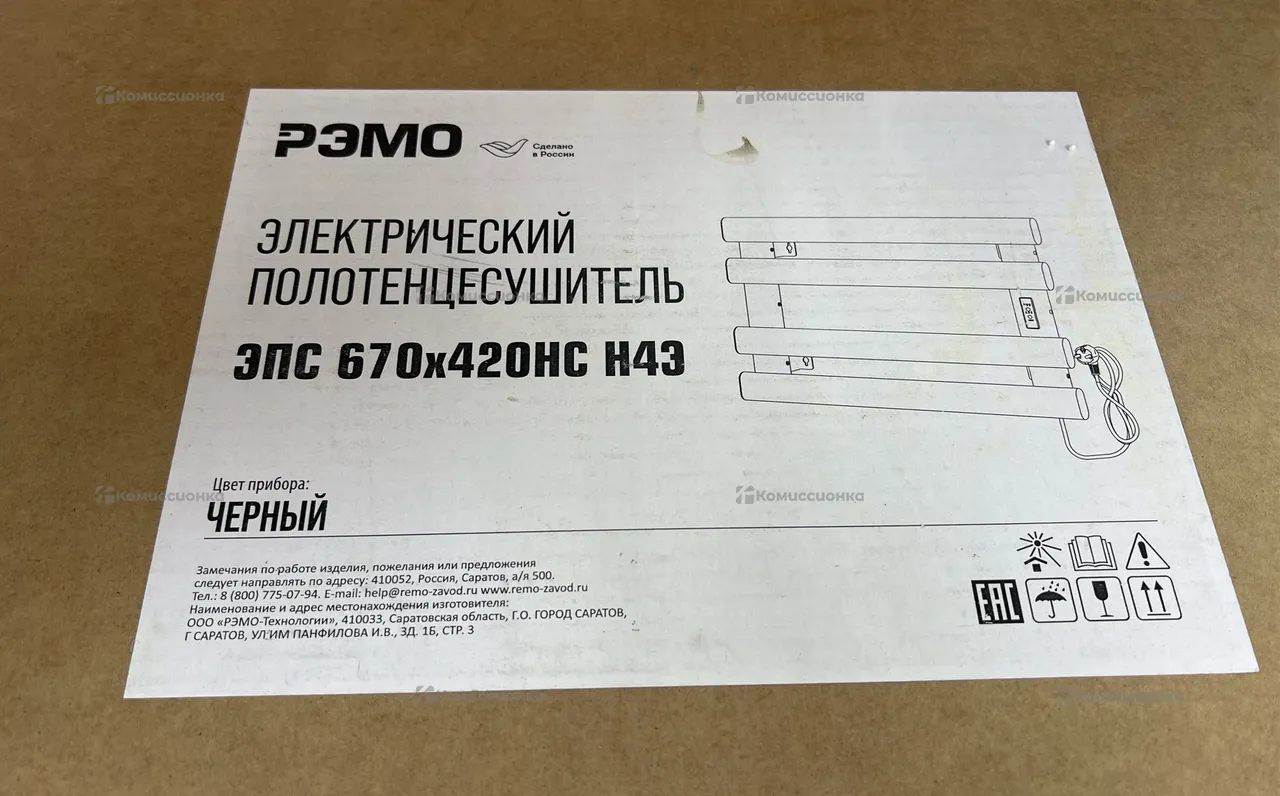 РЭМО
Сделано
в России
ЭЛЕКТРИЧЕСКИЙ
ПОЛОТЕНЦЕСУШИТЕЛЬ
ЭПС 670х420НС Н4Э
Цвет прибора:
ЧЕРНЫЙ
Замечания по работе изделия, пожелания или предложения
следует направлять по адресу: 410052, Россия, Саратов, а/я 500.
Тел.: 8 (800) 775-07-94. E-mail: help@remo-zavod.ru www.remo-zavod.ru
Наименование и адрес местонахождения изготовителя:
ООО «РЭМО-Технологии», 410033, Саратовская область, Г.О. ГОРОД САРАТОВ,
Г САРАТОВ, УЛ ИМ ПАНФИЛОВА И.В., ЗД. 1Б, СТР. 3
EAC
Комиссионка
Комиссионка
Комиссионка
Комиссионка
Комиссионка
Комиссионка
Комиссионка
Комиссионка